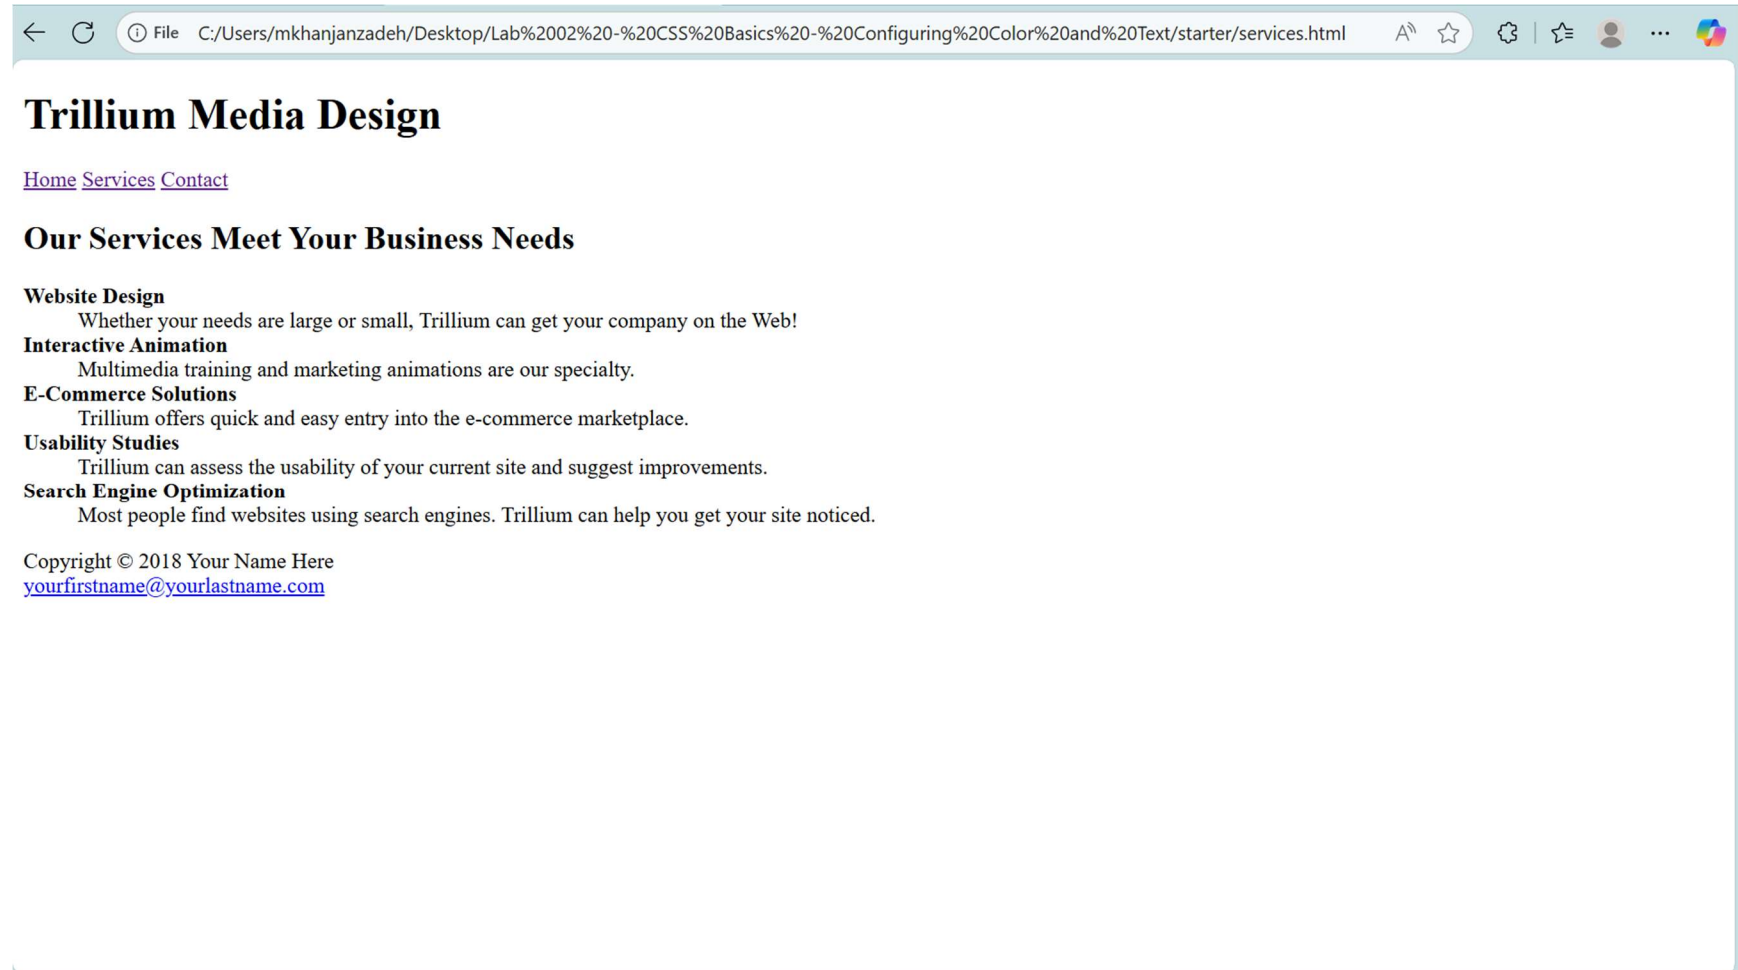 File C:/Users/mkhanjanzadeh/Desktop/Lab%2002%20-%20CSS%20Basics%20-%20Configuring%20Color%20and%20Text/starter/services.html
Trillium Media Design
Home Services Contact
Our Services Meet Your Business Needs
Website Design
Whether your needs are large or small, Trillium can get your company on the Web!
Interactive Animation
Multimedia training and marketing animations are our specialty.
E-Commerce Solutions
Trillium offers quick and easy entry into the e-commerce marketplace.
Usability Studies
Trillium can assess the usability of your current site and suggest improvements.
Search Engine Optimization
Most people find websites using search engines. Trillium can help you get your site noticed.
Copyright © 2018 Your Name Here
yourfirstname@yourlastname.com